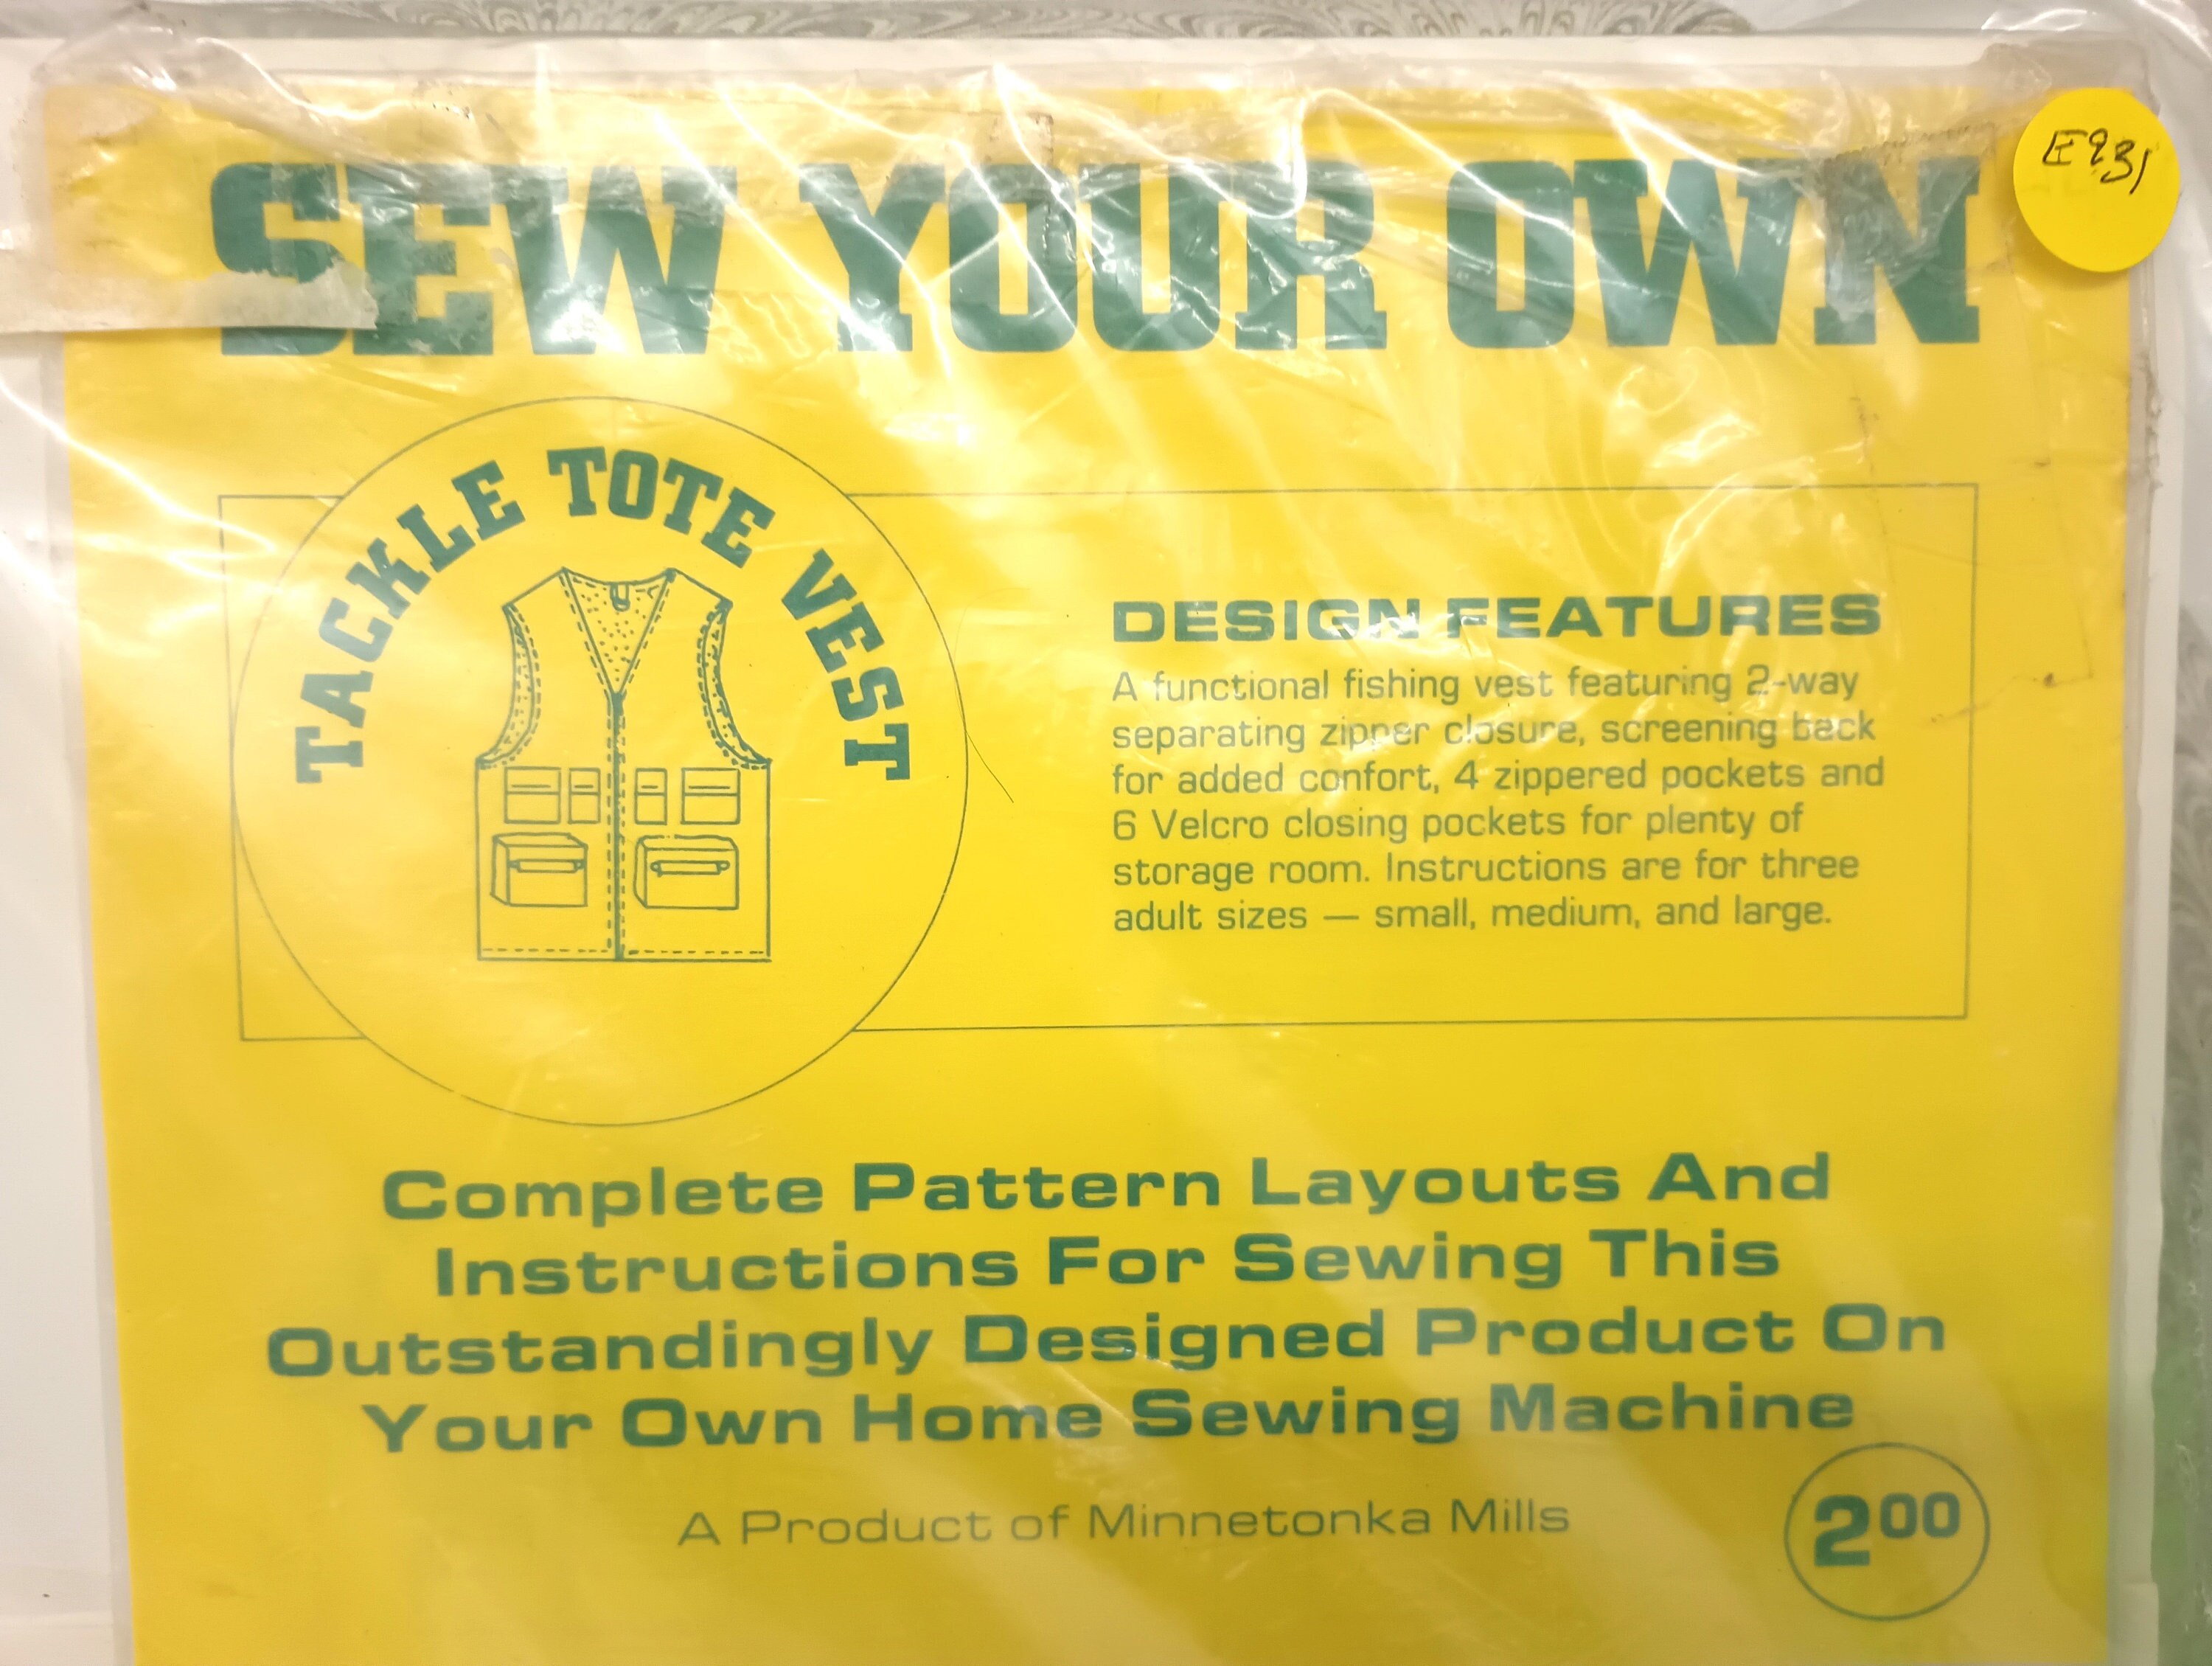 SEW YOUR OWN
E931
TACKLE TOTE VEST
DESIGN FEATURES
A functional fishing vest featuring 2-way
separating zipper closure, screening back
for added confort, 4 zippered pockets and
6 Velcro closing pockets for plenty of
storage room. Instructions are for three
adult sizes — small, medium, and large.
Complete Pattern Layouts And
Instructions For Sewing This
Outstandingly Designed Product On
Your Own Home Sewing Machine
A Product of Minnetonka Mills
2⁰⁰